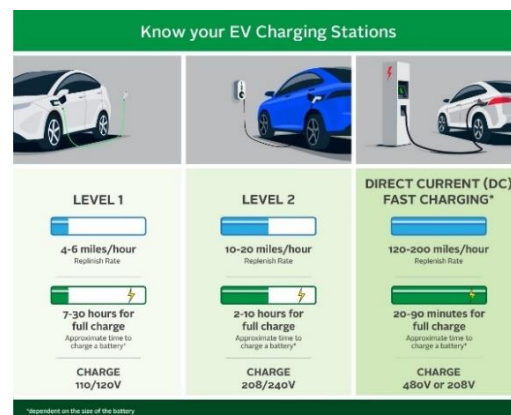 Know your EV Charging Stations
LEVEL 1
4-6 miles/hour
Replinish Rate
7-30 hours for
full charge
Approximate time to
charge a battery*
CHARGE
110/120V
LEVEL 2
10-20 miles/hour
Replenish Rate
2-10 hours for
full charge
Approximate time to
charge a battery*
CHARGE
208/240V
DIRECT CURRENT (DC)
FAST CHARGING*
120-200 miles/hour
Replenish Rate
20-90 minutes for
full charge
Approximate time to
charge a battery*
CHARGE
480V or 208V
*dependent on the size of the battery